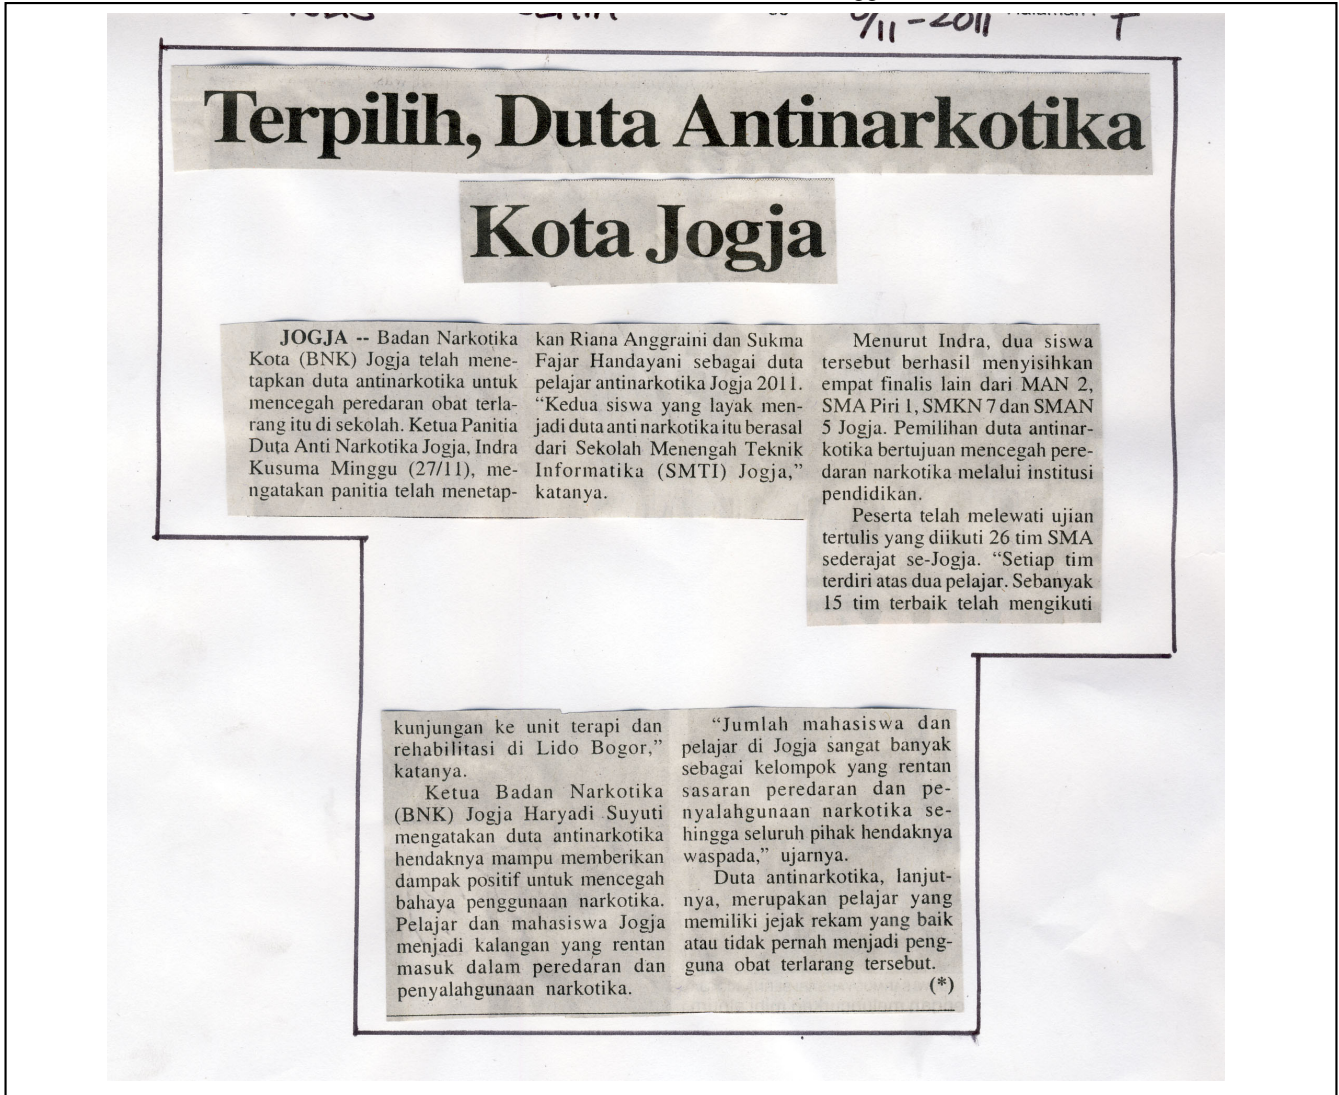 11-2011
Terpilih, Duta Antinarkotika
Kota Jogja
JOGJA -- Badan Narkotika
Kota (BNK) Jogja telah mene-
tapkan duta antinarkotika untuk
mencegah peredaran obat terla-
rang itu di sekolah. Ketua Panitia
Duta Anti Narkotika Jogja, Indra
Kusuma Minggu (27/11), me-
ngatakan panitia telah menetap-
kan Riana Anggraini dan Sukma
Fajar Handayani sebagai duta
pelajar antinarkotika Jogja 2011.
“Kedua siswa yang layak men-
jadi duta anti narkotika itu berasal
dari Sekolah Menengah Teknik
Informatika (SMTI) Jogja,”
katanya.
Menurut Indra, dua siswa
tersebut berhasil menyisihkan
empat finalis lain dari MAN 2,
SMA Piri 1, SMKN 7 dan SMAN
5 Jogja. Pemilihan duta antinar-
kotika bertujuan mencegah pere-
daran narkotika melalui institusi
pendidikan.
Peserta telah melewati ujian
tertulis yang diikuti 26 tim SMA
sederajat se-Jogja. “Setiap tim
terdiri atas dua pelajar. Sebanyak
15 tim terbaik telah mengikuti
kunjungan ke unit terapi dan
rehabilitasi di Lido Bogor,”
katanya.
Ketua Badan Narkotika
(BNK) Jogja Haryadi Suyuti
mengatakan duta antinarkotika
hendaknya mampu memberikan
dampak positif untuk mencegah
bahaya penggunaan narkotika.
Pelajar dan mahasiswa Jogja
menjadi kalangan yang rentan
masuk dalam peredaran dan
penyalahgunaan narkotika.
“Jumlah mahasiswa dan
pelajar di Jogja sangat banyak
sebagai kelompok yang rentan
sasaran peredaran dan pe-
nyalahgunaan narkotika se-
hingga seluruh pihak hendaknya
waspada,” ujarnya.
Duta antinarkotika, lanjut-
nya, merupakan pelajar yang
memiliki jejak rekam yang baik
atau tidak pernah menjadi peng-
guna obat terlarang tersebut.
(*)